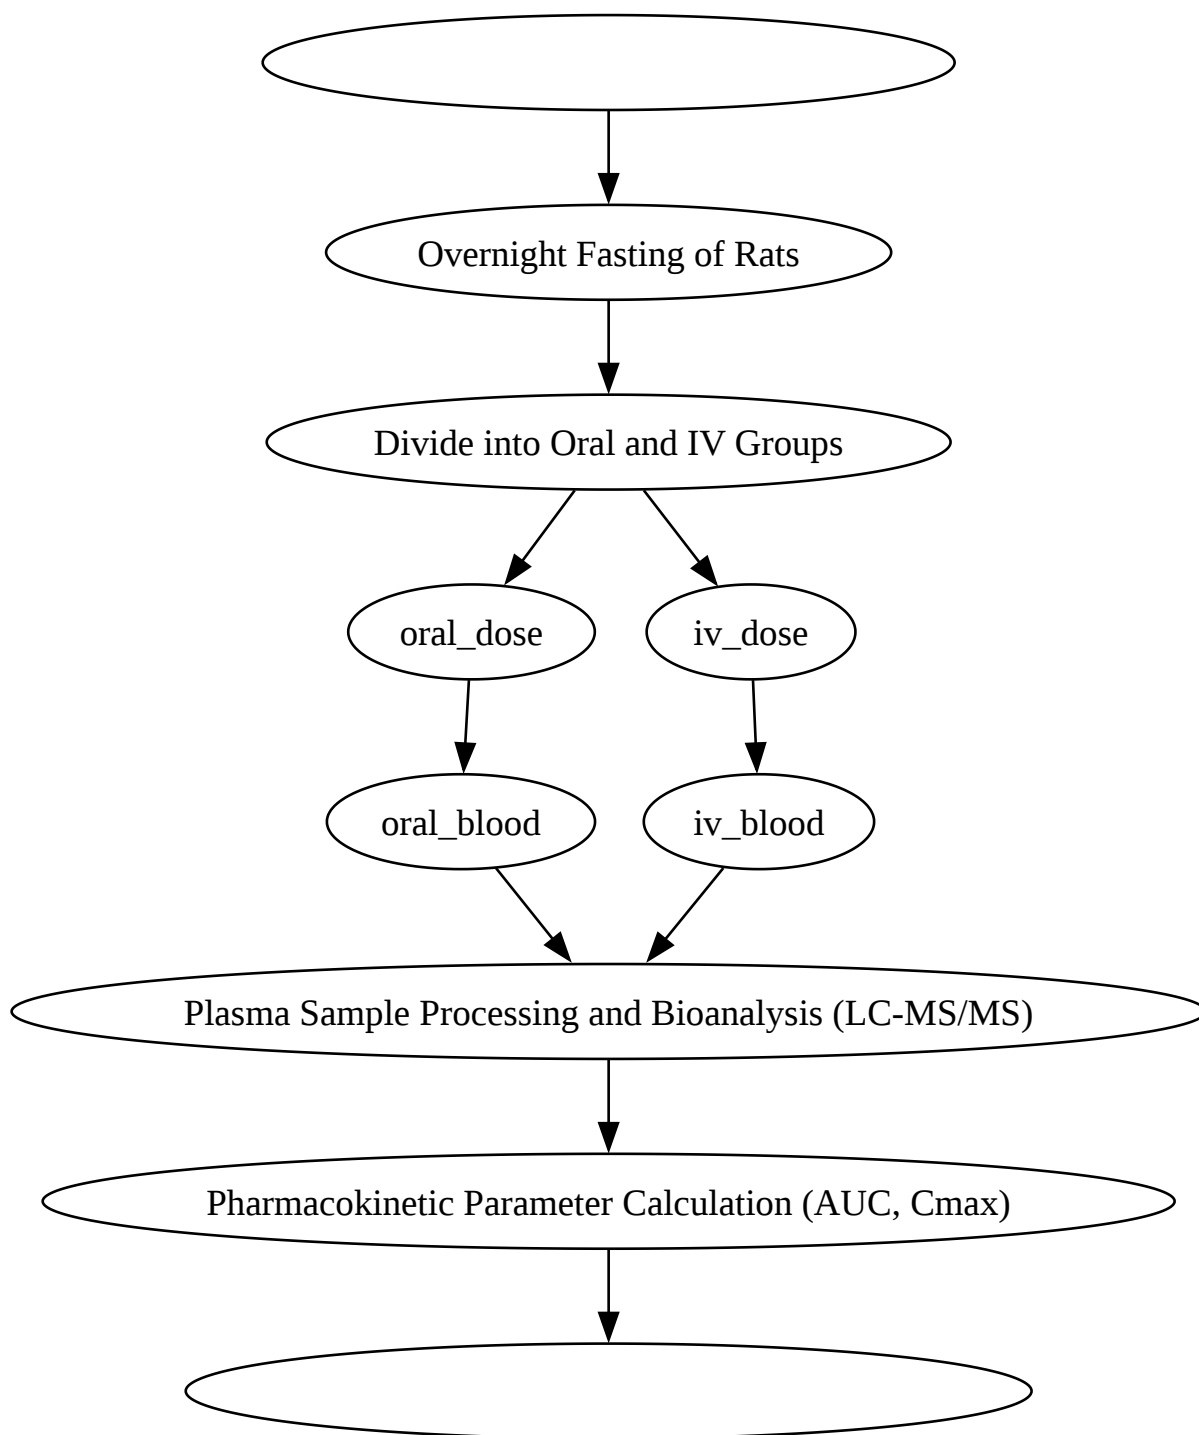 Overnight Fasting of Rats
Divide into Oral and IV Groups
oral_dose
iv_dose
oral_blood
iv_blood
Plasma Sample Processing and Bioanalysis (LC-MS/MS)
Pharmacokinetic Parameter Calculation (AUC, Cmax)